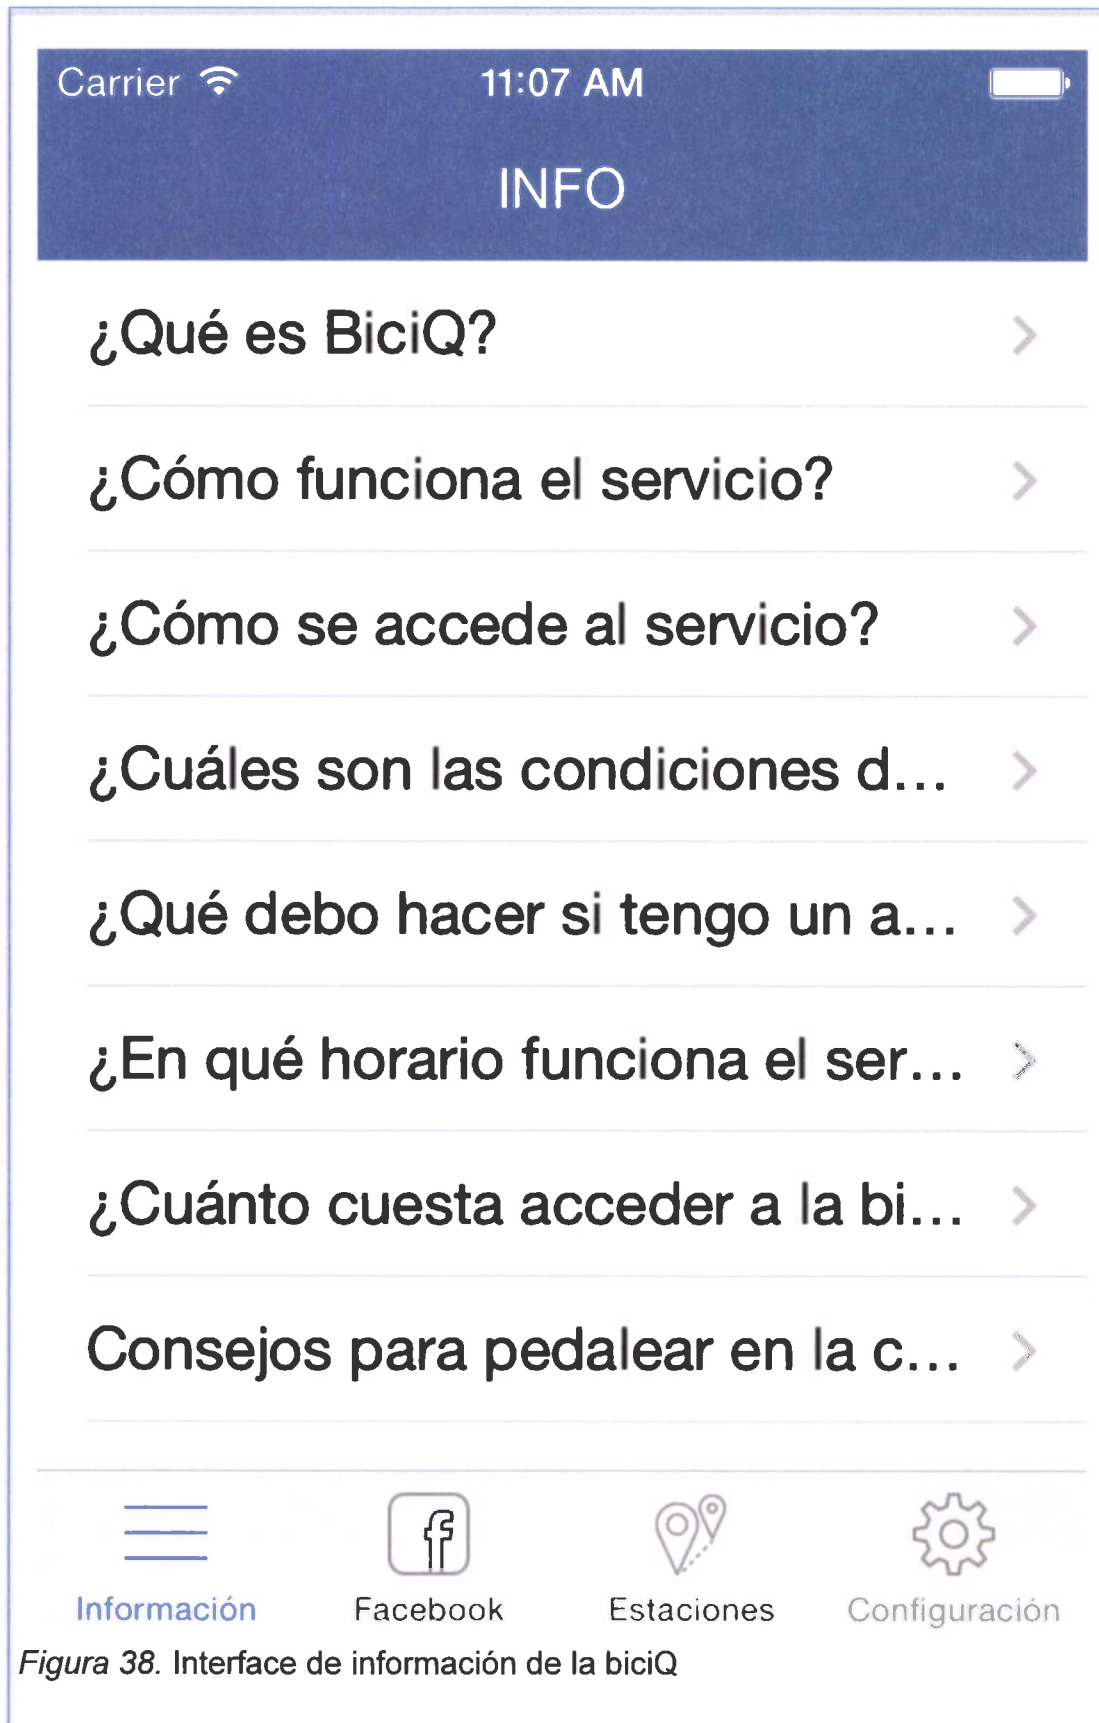 Carrier 11:07 AM
INFO
¿Qué es BiciQ?
¿Cómo funciona el servicio?
¿Cómo se accede al servicio?
¿Cuáles son las condiciones d...
¿Qué debo hacer si tengo un a...
¿En qué horario funciona el ser...
¿Cuánto cuesta acceder a la bi...
Consejos para pedalear en la c...
Información Facebook Estaciones Configuración
Figura 38. Interface de información de la biciQ